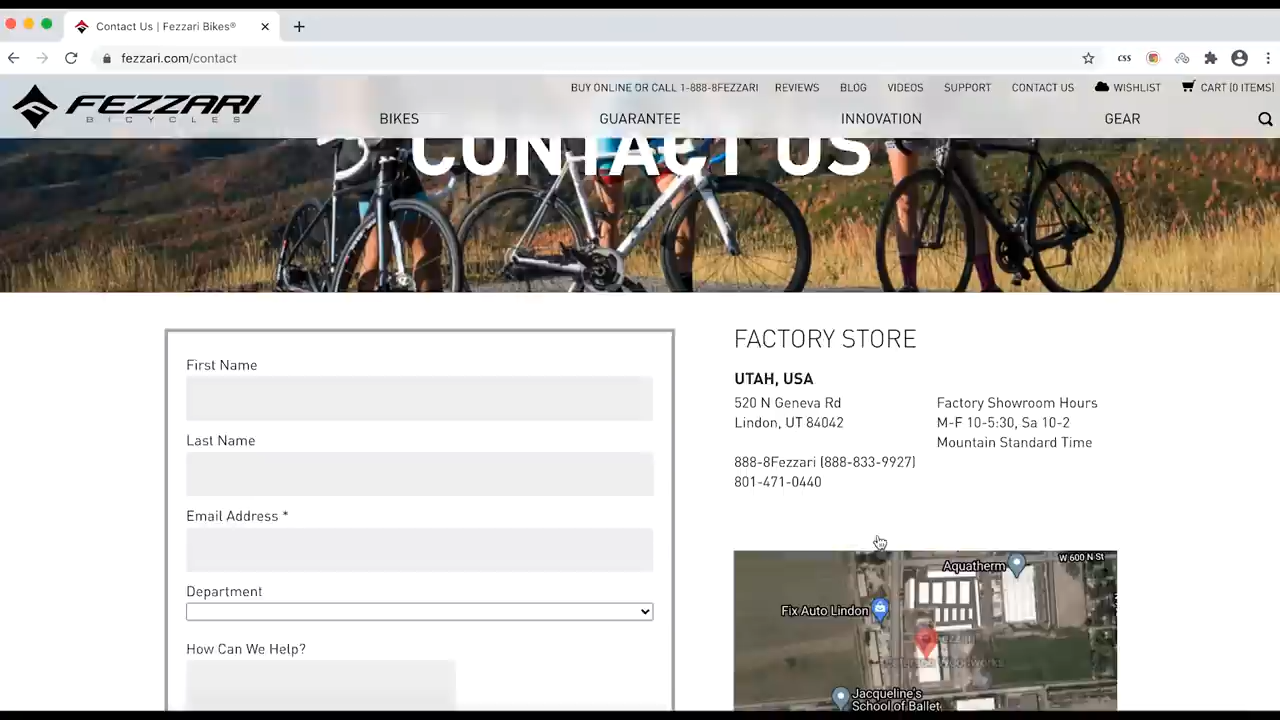 Contact Us | Fezzari Bikes®
fezzari.com/contact
CSS
FEZZARI
BICYCLES
BUY ONLINE OR CALL 1-888-8FEZZARI REVIEWS BLOG VIDEOS SUPPORT CONTACT US WISHLIST CART (0 ITEMS)
BIKES GUARANTEE INNOVATION GEAR
CONTACT US
First Name
Last Name
Email Address *
Department
How Can We Help?
FACTORY STORE
UTAH, USA
520 N Geneva Rd
Lindon, UT 84042
888-8Fezzari (888-833-9927)
801-471-0440
Factory Showroom Hours
M-F 10-5:30, Sa 10-2
Mountain Standard Time
W 600 N St
Aquatherm
Fix Auto Lindon
Fezzari
Jacqueline's
School of Ballet